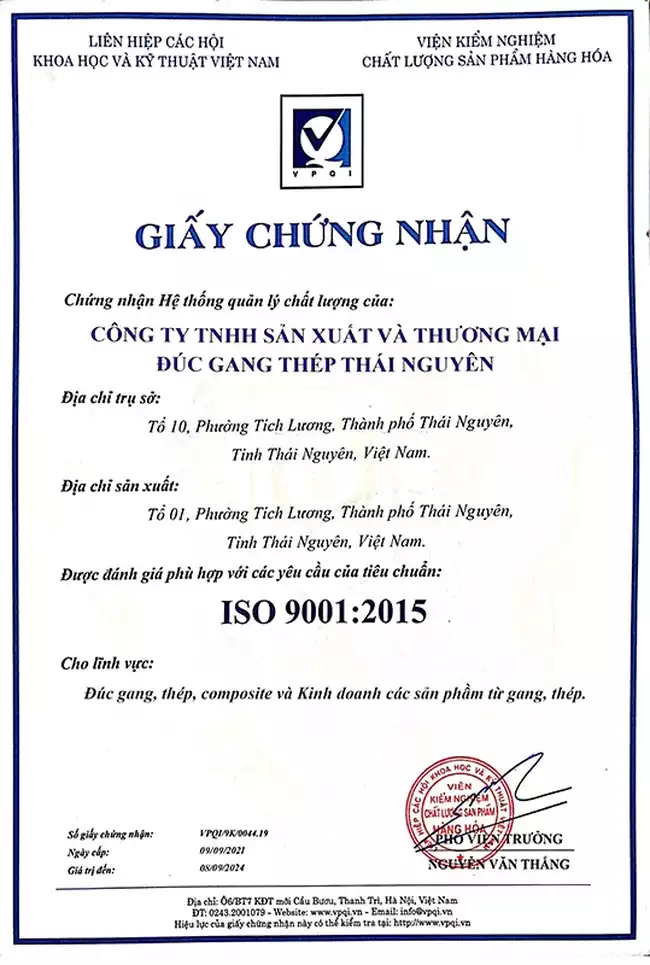 LIÊN HIỆP CÁC HỘI
KHOA HỌC VÀ KỸ THUẬT VIỆT NAM
VIỆN KIỂM NGHIỆM
CHẤT LƯỢNG SẢN PHẨM HÀNG HÓA
VPQI
GIẤY CHỨNG NHẬN
Chứng nhận Hệ thống quản lý chất lượng của:
CÔNG TY TNHH SẢN XUẤT VÀ THƯƠNG MẠI
ĐÚC GANG THÉP THÁI NGUYÊN
Địa chỉ trụ sở:
Tổ 10, Phường Tích Lương, Thành phố Thái Nguyên,
Tỉnh Thái Nguyên, Việt Nam.
Địa chỉ sản xuất:
Tổ 01, Phường Tích Lương, Thành phố Thái Nguyên,
Tỉnh Thái Nguyên, Việt Nam.
Được đánh giá phù hợp với các yêu cầu của tiêu chuẩn:
ISO 9001:2015
Cho lĩnh vực:
Đúc gang, thép, composite và Kinh doanh các sản phẩm từ gang, thép.
LIÊN HIỆP CÁC HỘI KHOA HỌC VÀ KỸ THUẬT VIỆT NAM
VIỆN
KIỂM NGHIỆM
CHẤT LƯỢNG SẢN PHẨM
HÀNG HÓA
Số giấy chứng nhận: VPQI/9K/0044.19
Ngày cấp: 09/09/2021
Giá trị đến: 08/09/2024
PHÓ VIỆN TRƯỞNG
NGUYỄN VĂN THẮNG
Địa chỉ: Ô6/BT7 KĐT mới Cầu Bươu, Thanh Trì, Hà Nội, Việt Nam
ĐT: 0243.2001079 - Website: www.vpqi.vn - Email: info@vpqi.vn
Hiệu lực của giấy chứng nhận này có thể kiểm tra tại: http://www.vpqi.vn